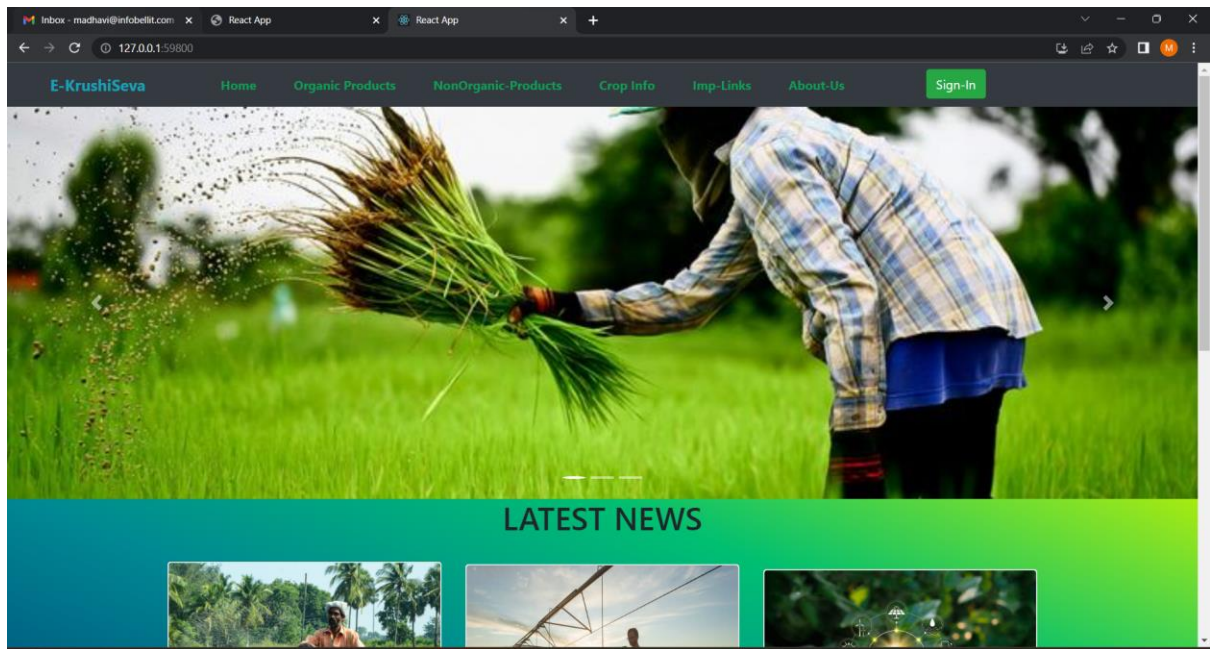 Inbox - madhavi@infobellit.com React App React App
127.0.0.1:59800
E-KrushiSeva Home Organic Products NonOrganic-Products Crop Info Imp-Links About-Us Sign-In
LATEST NEWS